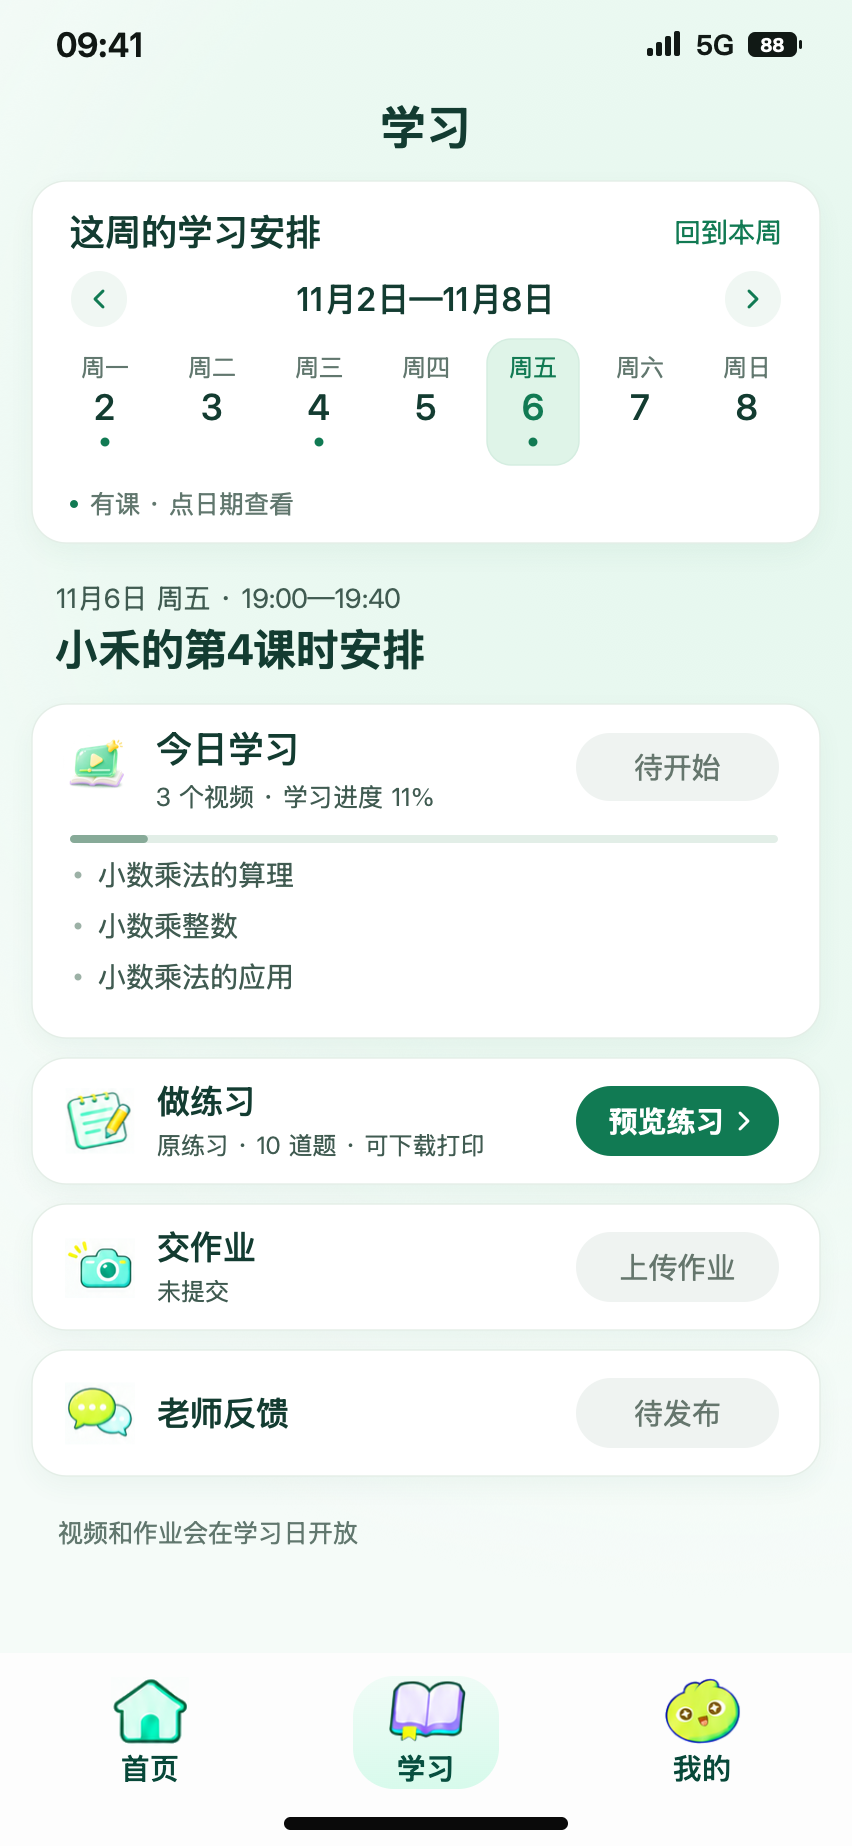 09:41
5G 88
学习
这周的学习安排
回到本周
11月2日—11月8日
周一 周二 周三 周四 周五 周六 周日
2 3 4 5 6 7 8
有课 · 点日期查看
11月6日 周五 · 19:00—19:40
小禾的第4课时安排
今日学习
3 个视频 · 学习进度 11%
待开始
小数乘法的算理
小数乘整数
小数乘法的应用
做练习
原练习 · 10 道题 · 可下载打印
预览练习
交作业
未提交
上传作业
老师反馈
待发布
视频和作业会在学习日开放
首页 学习 我的